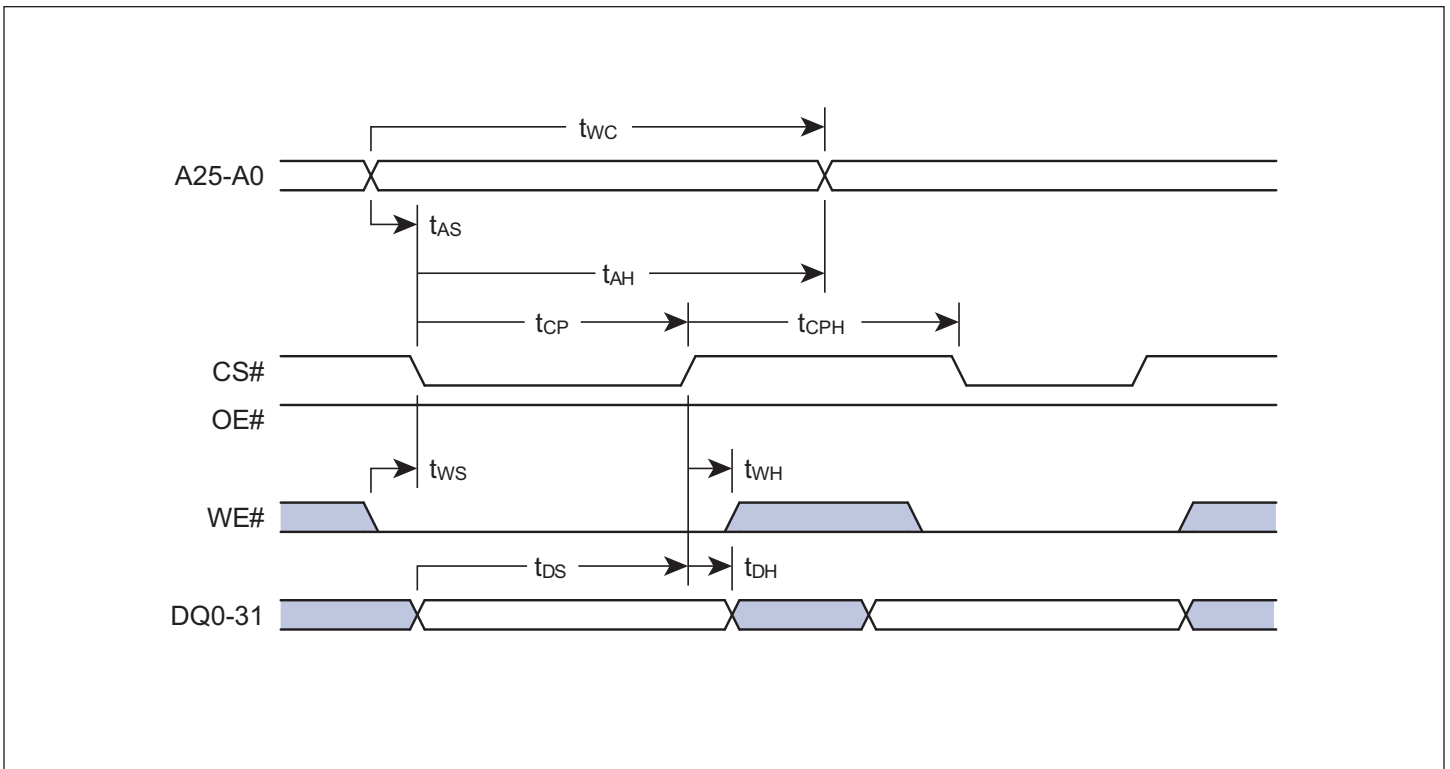 tWC
A25-A0
tAS
tAH
tCP
tCPH
CS#
OE#
tWS
tWH
WE#
tDS
tDH
DQ0-31